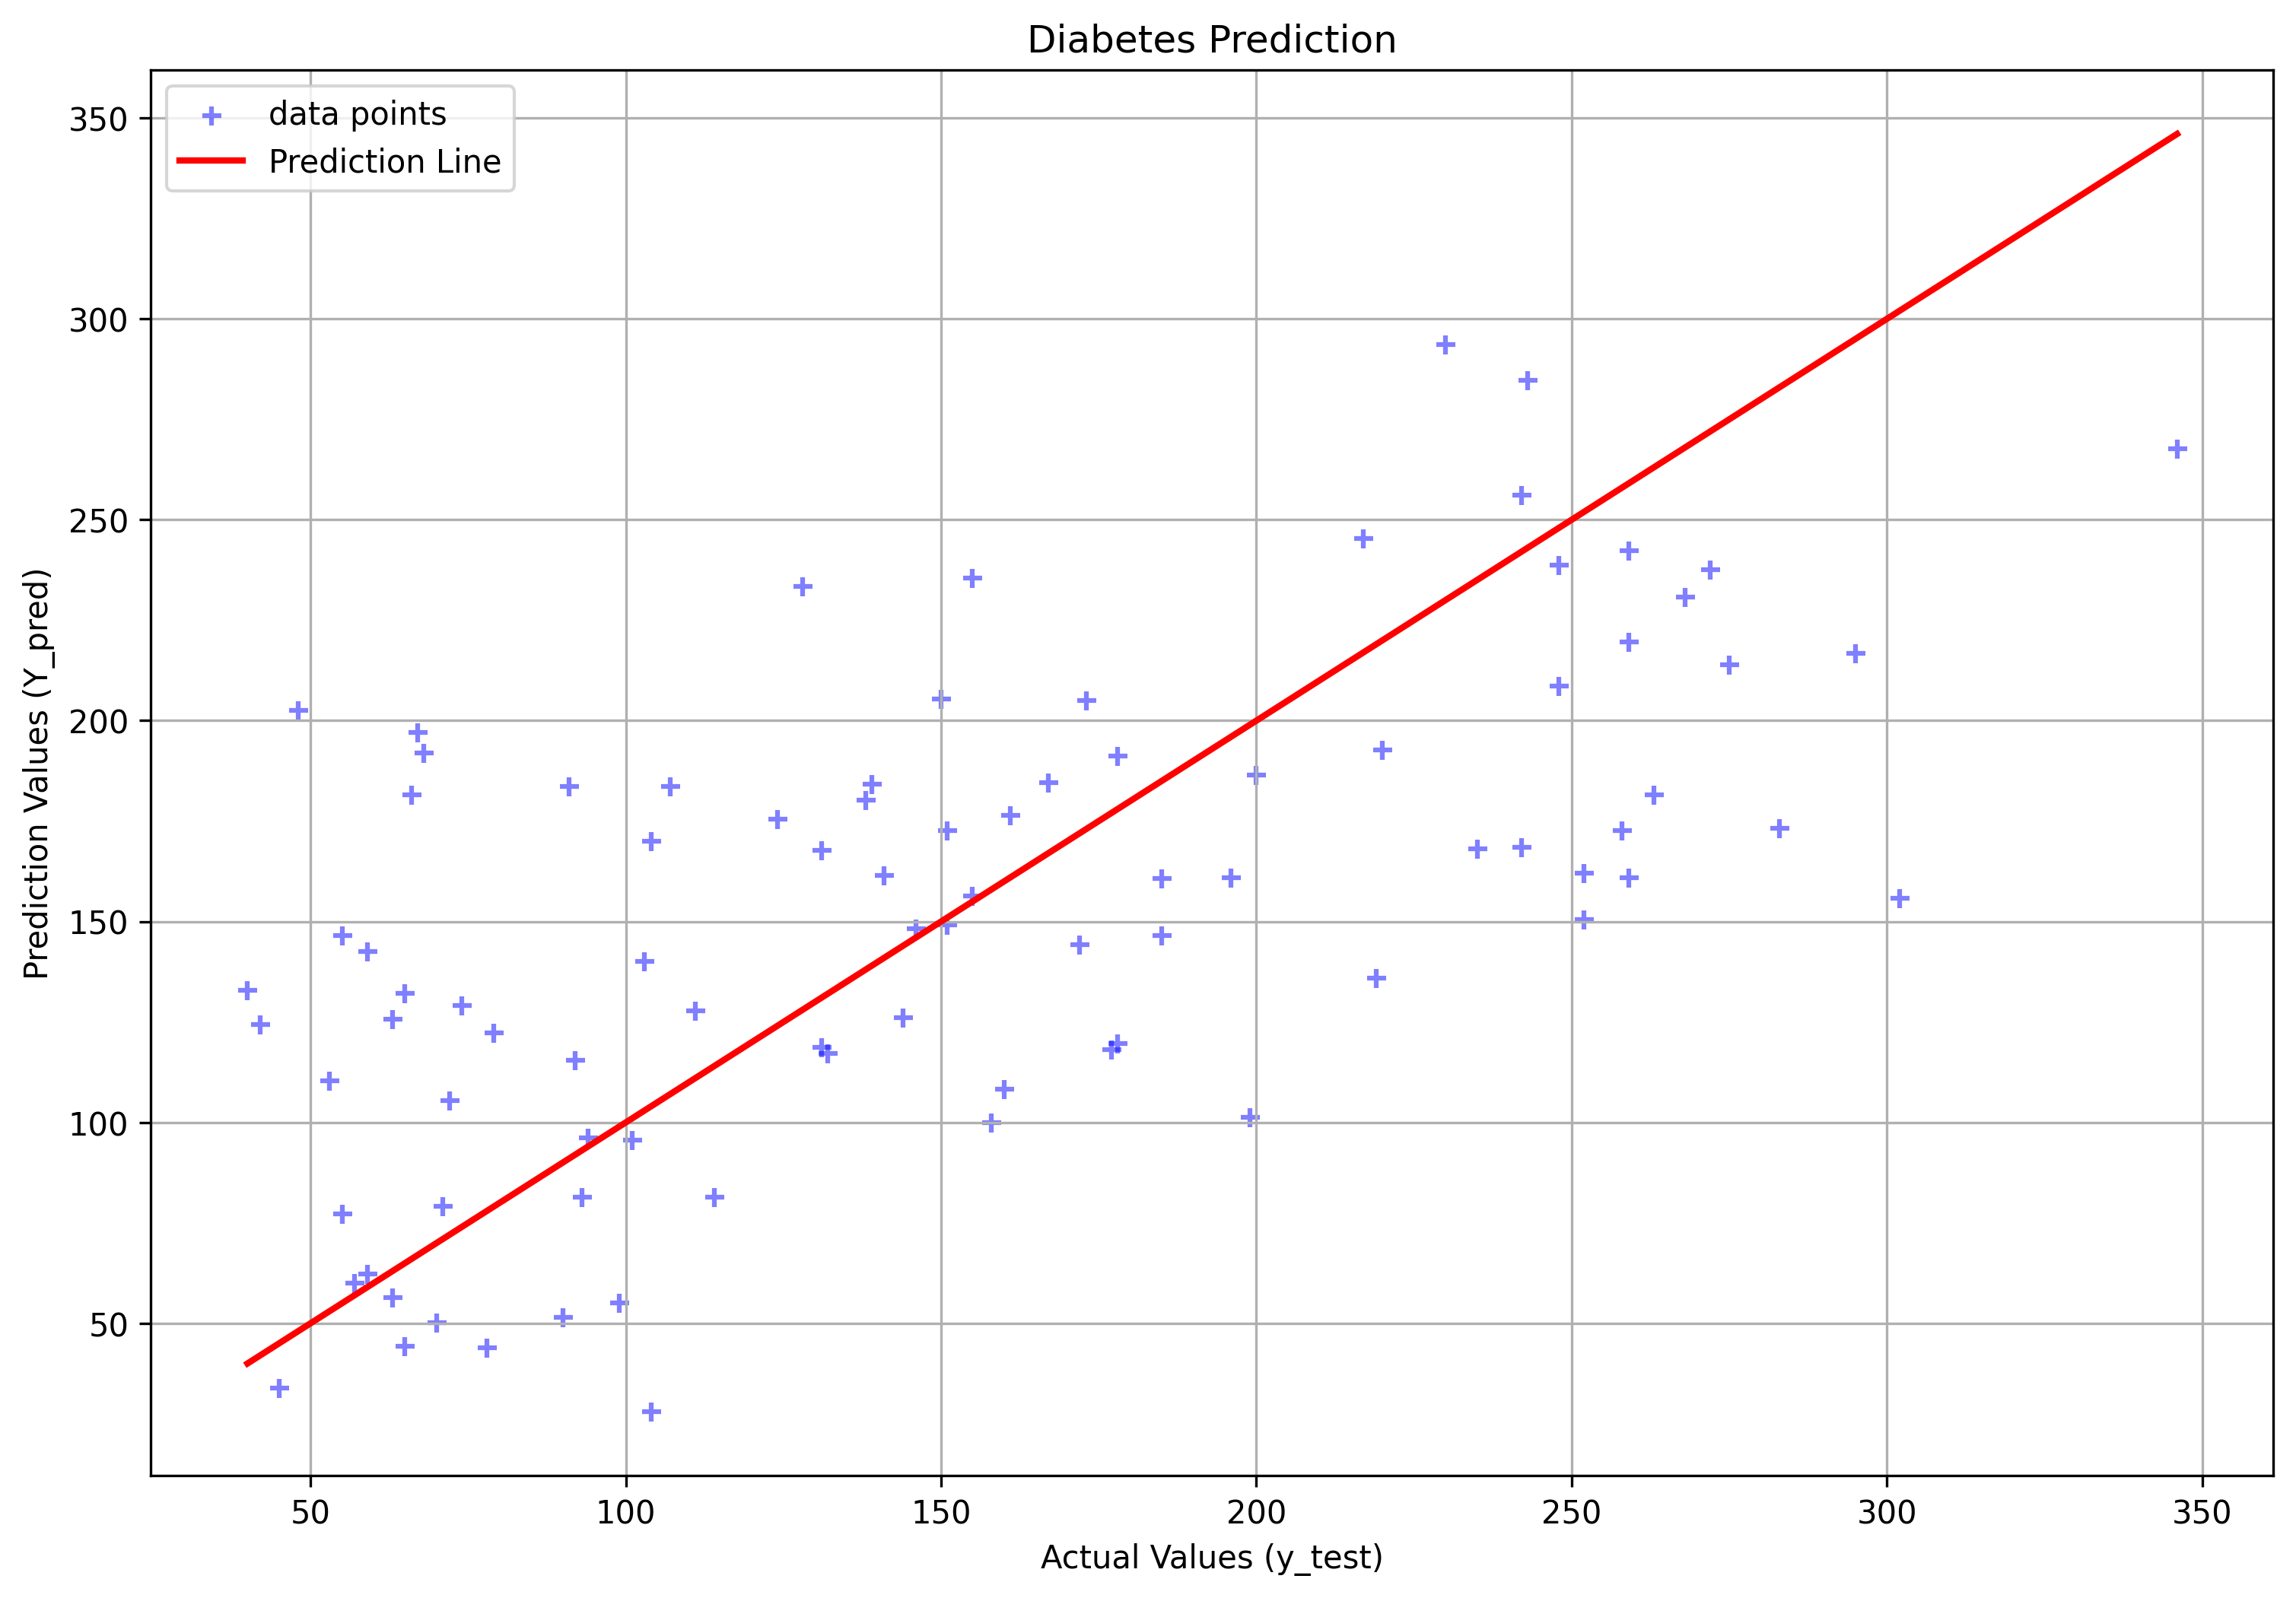 Diabetes Prediction
data points
Prediction Line
350
300
250
200
150
100
50
Prediction Values (Y_pred)
50 100 150 200 250 300 350
Actual Values (y_test)